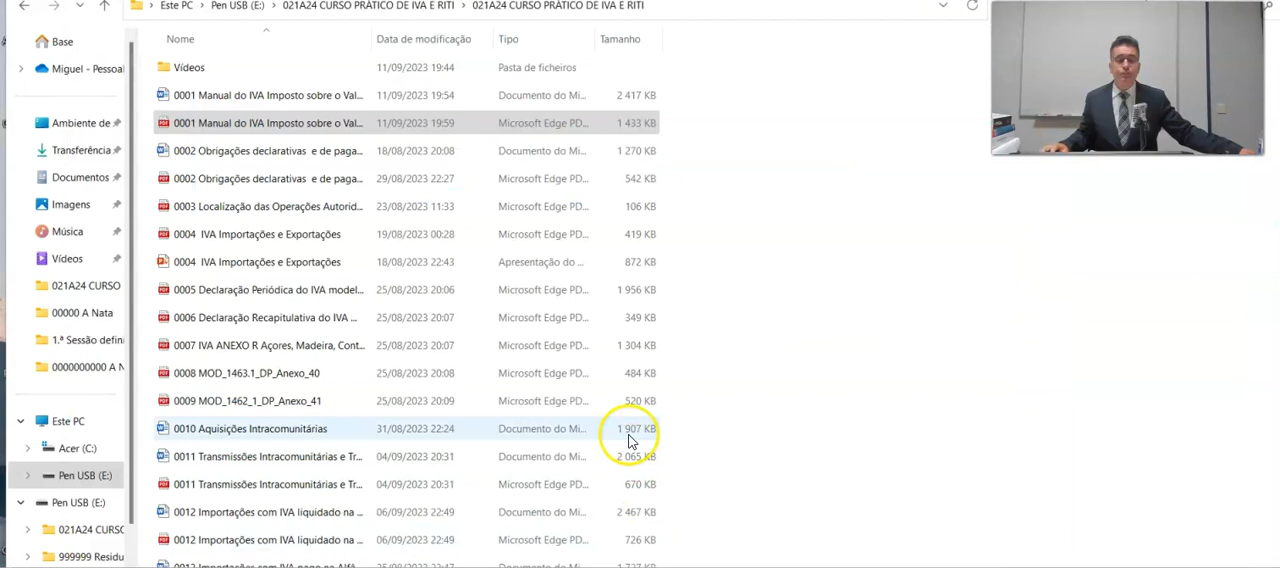 Este PC > Pen USB (E:) > 021A24 CURSO PRÀTICO DE IVA E RITI > 021A24 CURSO PRÀTICO DE IVA E RITI
Nome Data de modificação Tipo Tamanho
Base
Miguel - Pessoal
Ambiente de
Transferência
Documentos
Imagens
Música
Vídeos
021A24 CURSO
00000 A Nata
1.ª Sessão defin
0000000000 A N
Este PC
Acer (C:)
Pen USB (E:)
Pen USB (E:)
021A24 CURSO
999999 Residu
Vídeos 11/09/2023 19:44 Pasta de ficheiros
0001 Manual do IVA Imposto sobre o Val... 11/09/2023 19:54 Documento do Mi... 2 417 KB
0001 Manual do IVA Imposto sobre o Val... 11/09/2023 19:59 Microsoft Edge PD... 1 433 KB
0002 Obrigações declarativas e de paga... 18/08/2023 20:08 Documento do Mi... 1 270 KB
0002 Obrigações declarativas e de paga... 29/08/2023 22:27 Microsoft Edge PD... 542 KB
0003 Localização das Operações Autorid... 23/08/2023 11:33 Microsoft Edge PD... 106 KB
0004 IVA Importações e Exportações 19/08/2023 00:28 Microsoft Edge PD... 419 KB
0004 IVA Importações e Exportações 18/08/2023 22:43 Apresentação do ... 872 KB
0005 Declaração Periódica do IVA model... 25/08/2023 20:06 Microsoft Edge PD... 1 956 KB
0006 Declaração Recapitulativa do IVA ... 25/08/2023 20:07 Microsoft Edge PD... 349 KB
0007 IVA ANEXO R Açores, Madeira, Cont... 25/08/2023 20:07 Microsoft Edge PD... 1 304 KB
0008 MOD_1463.1_DP_Anexo_40 25/08/2023 20:08 Microsoft Edge PD... 484 KB
0009 MOD_1462_1_DP_Anexo_41 25/08/2023 20:09 Microsoft Edge PD... 520 KB
0010 Aquisições Intracomunitárias 31/08/2023 22:24 Documento do Mi... 1 907 KB
0011 Transmissões Intracomunitárias e Tr... 04/09/2023 20:31 Documento do Mi... 2 065 KB
0011 Transmissões Intracomunitárias e Tr... 04/09/2023 20:31 Microsoft Edge PD... 670 KB
0012 Importações com IVA liquidado na ... 06/09/2023 22:49 Documento do Mi... 2 467 KB
0012 Importações com IVA liquidado na ... 06/09/2023 22:49 Microsoft Edge PD... 726 KB